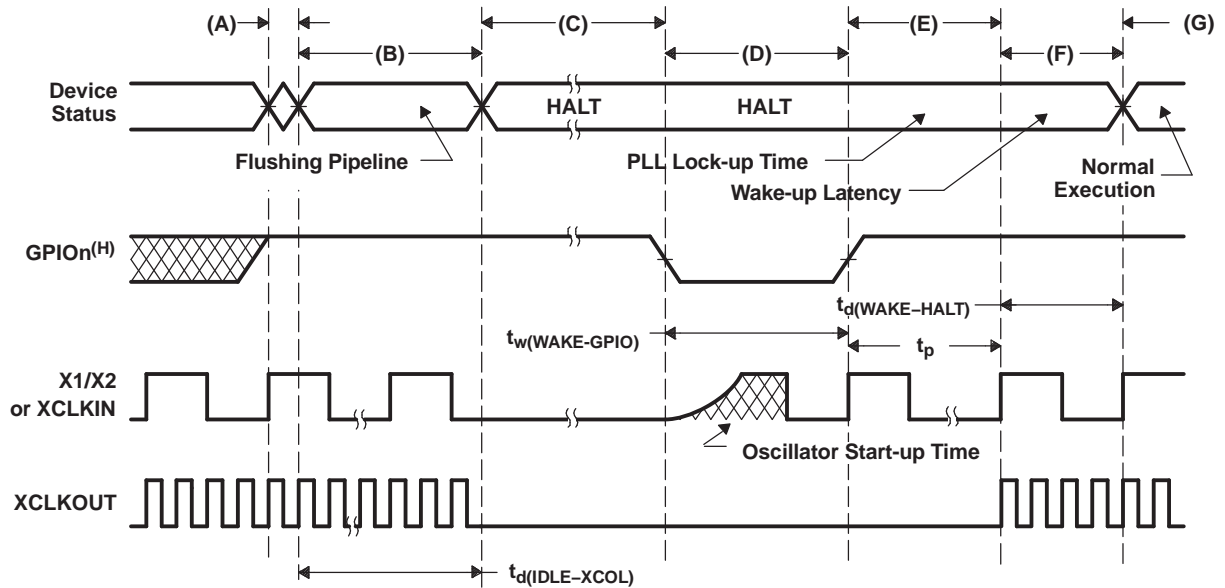 (A)
(B)
(C)
(D)
(E)
(F)
(G)
Device
Status
HALT
HALT
Flushing Pipeline
PLL Lock-up Time
Wake-up Latency
Normal
Execution
GPIOn(H)
td(WAKE–HALT)
tw(WAKE-GPIO)
tp
X1/X2
or XCLKIN
Oscillator Start-up Time
XCLKOUT
td(IDLE–XCOL)